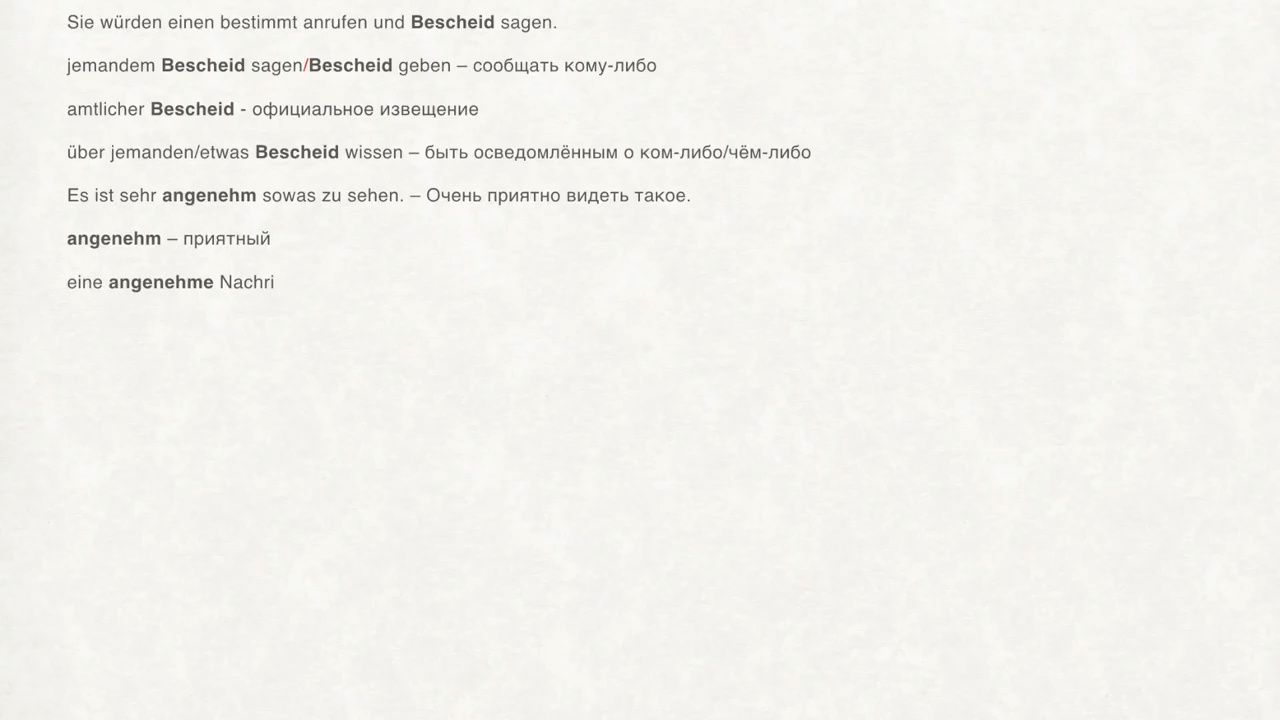 Sie würden einen bestimmt anrufen und Bescheid sagen.
jemandem Bescheid sagen/Bescheid geben – сообщать кому-либо
amtlicher Bescheid - официальное извещение
über jemanden/etwas Bescheid wissen – быть осведомлённым о ком-либо/чём-либо
Es ist sehr angenehm sowas zu sehen. – Очень приятно видеть такое.
angenehm – приятный
eine angenehme Nachri